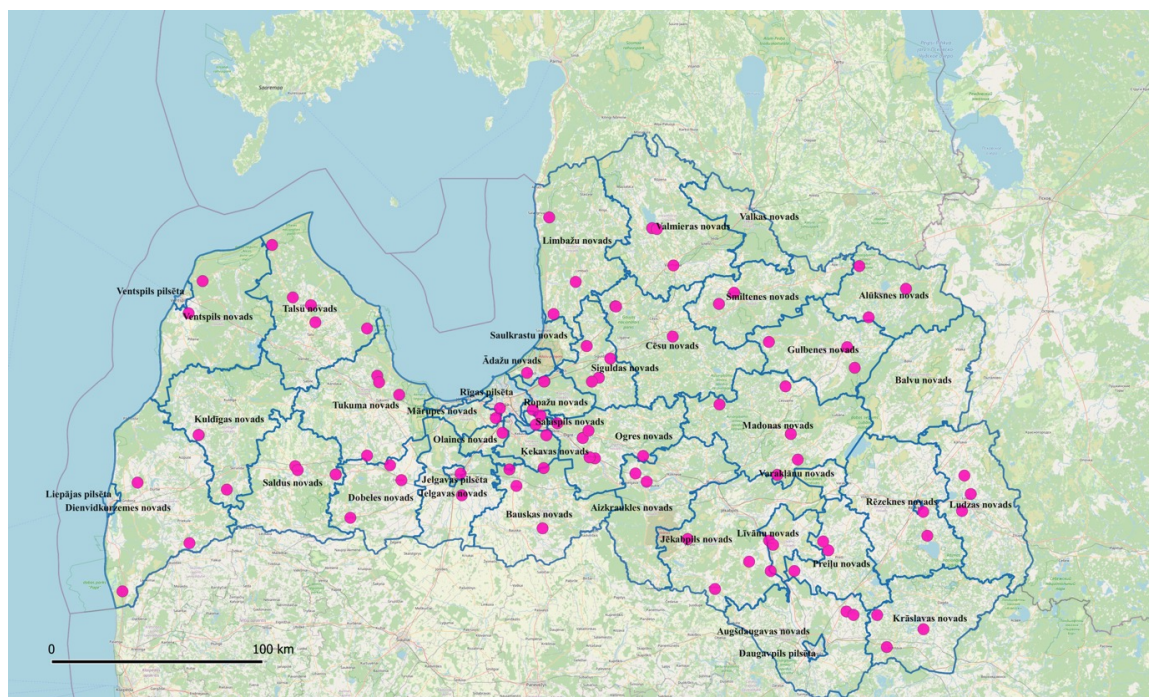 Valkas novads
Valmieras novads
Limbažu novads
Ventspils pilsēta
Alūksnes novads
Smiltenes novads
Talsu novads
Ventspils novads
Saulkrastu novads
Cēsu novads
Gulbenes novads
Ādažu novads
Siguldas novads
Balvu novads
Rīgas pilsēta
Ropažu novads
Tukuma novads
Mārupes novads
Kuldīgas novads
Salaspils novads
Madonas novads
Olaines novads
Ogres novads
Ķekavas novads
Varakļānu novads
Jelgavas pilsēta
Saldus novads
Liepājas pilsēta
Dobeles novads
Jelgavas novads
Rēzeknes novads
Ludzas novads
Dienvidkurzemes novads
Aizkraukles novads
Bauskas novads
Līvānu novads
Jēkabpils novads
Preiļu novads
Krāslavas novads
Augšdaugavas novads
Daugavpils pilsēta
0 100 km